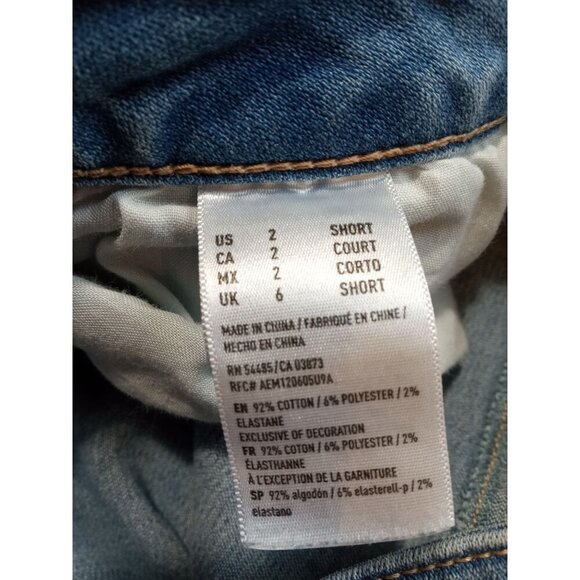 US 2 SHORT
CA 2 COURT
MX 2 CORTO
UK 6 SHORT
MADE IN CHINA / FABRIQUÉ EN CHINE /
HECHO EN CHINA
RN 54485/CA 03873
RFC# AEM120605U9A
EN 92% COTTON / 6% POLYESTER / 2%
ELASTANE
EXCLUSIVE OF DECORATION
FR 92% COTON / 6% POLYESTER / 2%
ÉLASTHANNE
À L'EXCEPTION DE LA GARNITURE
SP 92% algodón / 6% elasterell-p / 2%
elastano